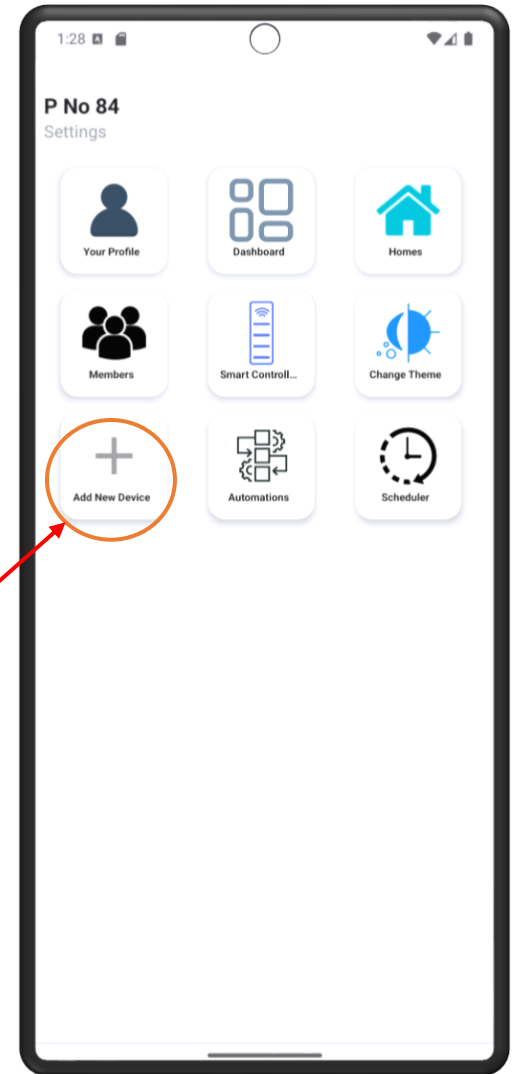 1:28
P No 84
Settings
Your Profile
Dashboard
Homes
Members
Smart Controll...
Change Theme
Add New Device
Automations
Scheduler